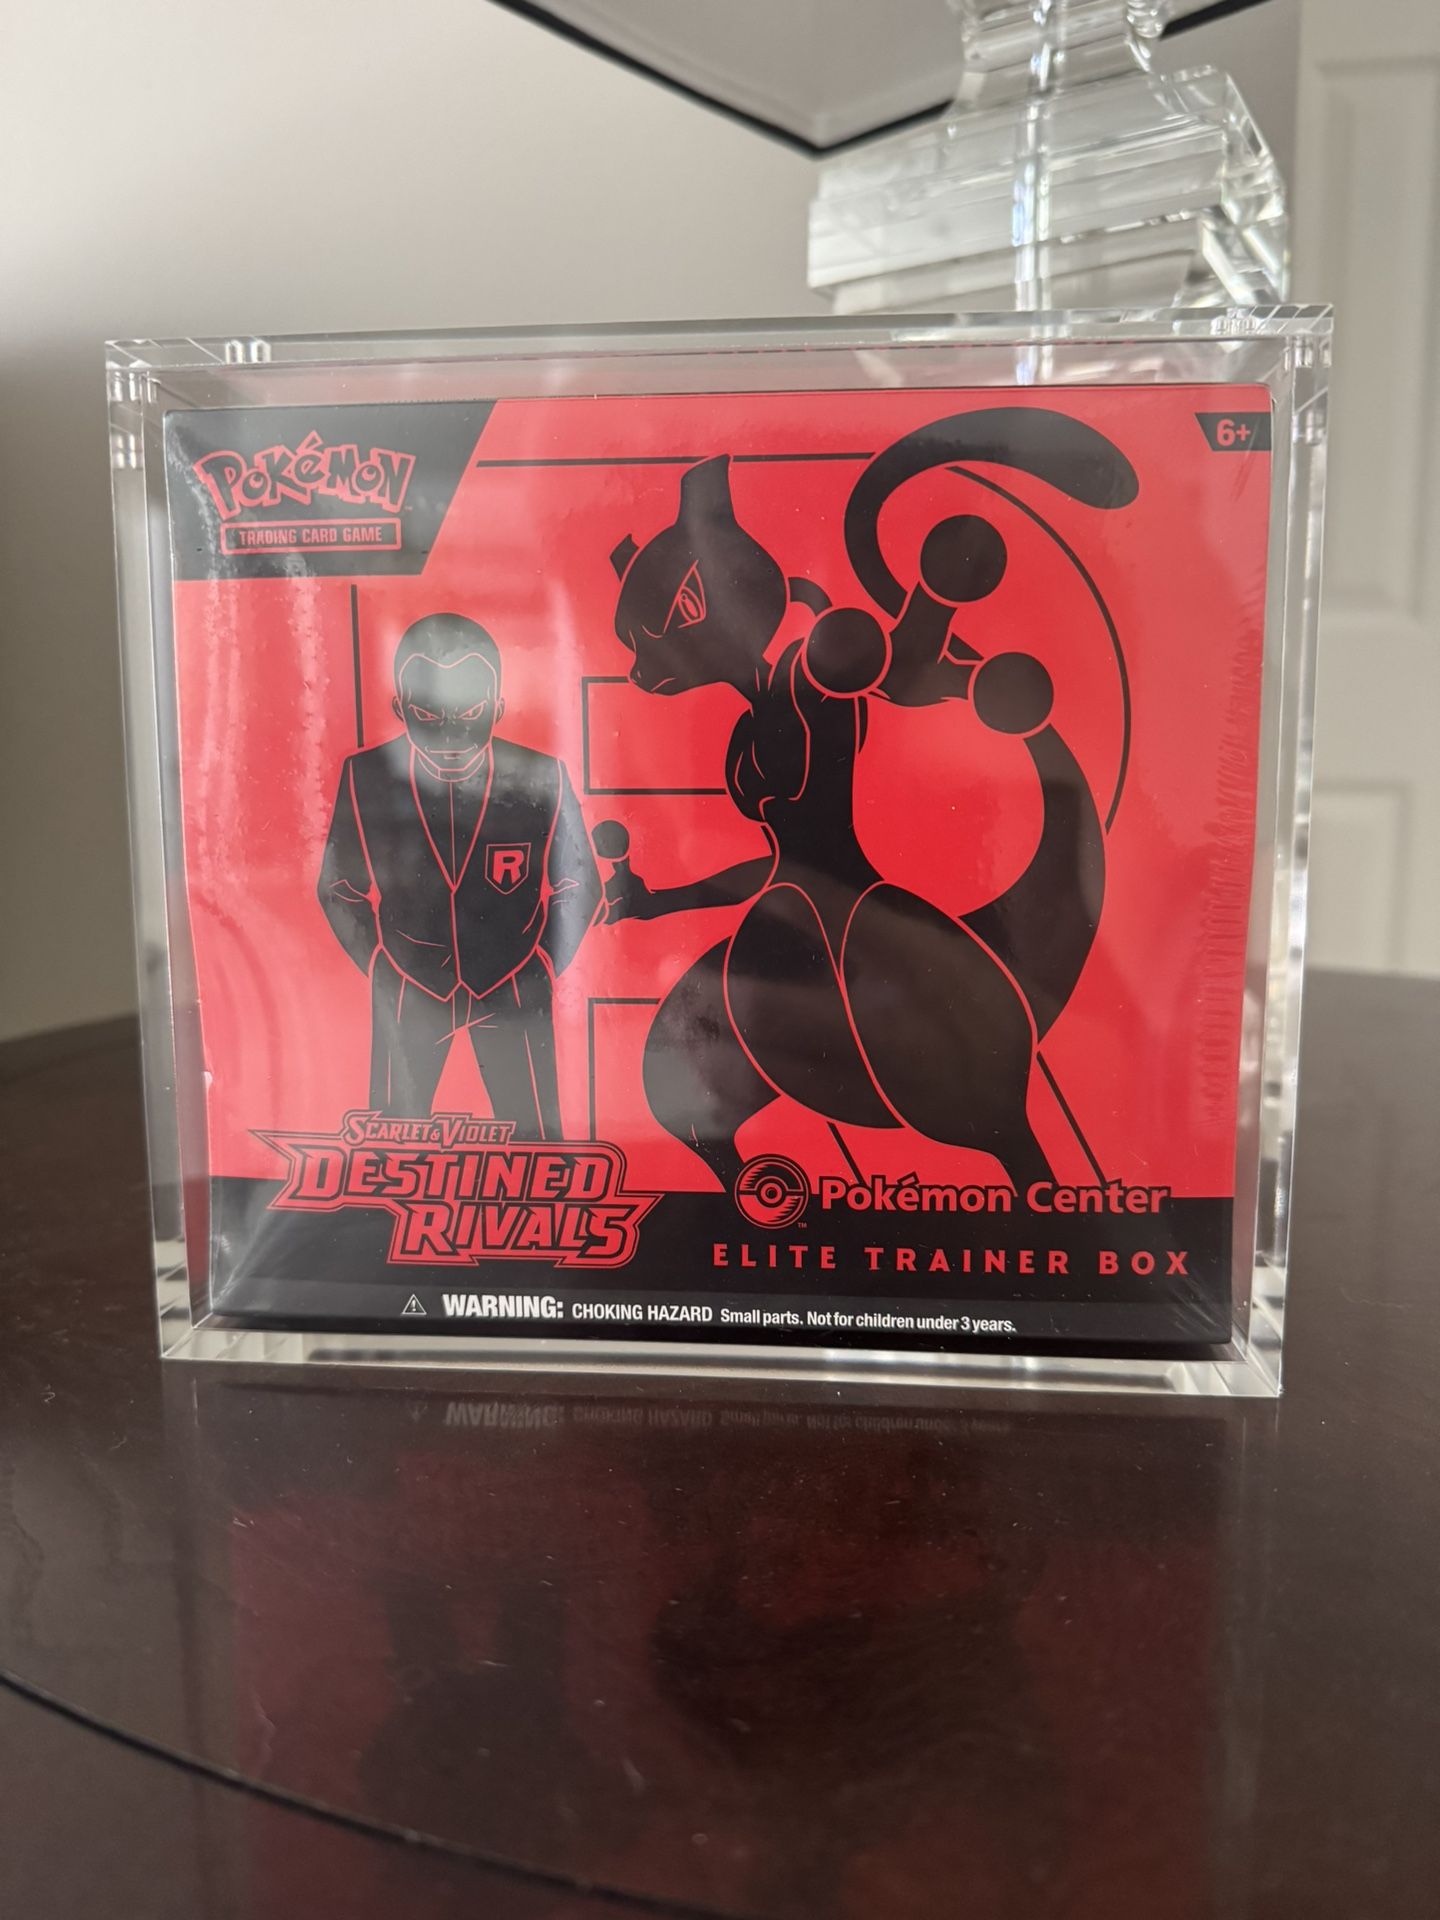 POKéMON
TRADING CARD GAME
6+
R
SCARLET & VIOLET
DESTINED
RIVALS
Pokémon Center
TM
ELITE TRAINER BOX
WARNING: CHOKING HAZARD Small parts. Not for children under 3 years.